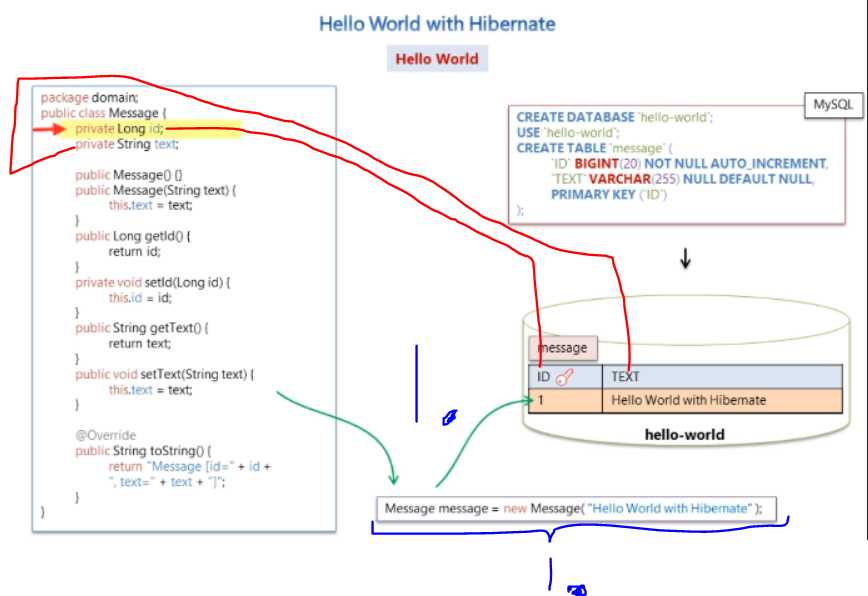 Hello World with Hibernate
Hello World
package domain;
public class Message {
private Long id;
private String text;
public Message() {}
public Message(String text) {
this.text = text;
}
public Long getId() {
return id;
}
private void setId(Long id) {
this.id = id;
}
public String getText() {
return text;
}
public void setText(String text) {
this.text = text;
}
@Override
public String toString() {
return "Message [id=" + id +
", text=" + text + "]";
}
}
MySQL
CREATE DATABASE `hello-world`;
USE `hello-world`;
CREATE TABLE `message` (
`ID` BIGINT(20) NOT NULL AUTO_INCREMENT,
`TEXT` VARCHAR(255) NULL DEFAULT NULL,
PRIMARY KEY (`ID`)
);
message
ID TEXT
1 Hello World with Hibernate
hello-world
Message message = new Message( "Hello World with Hibernate" );